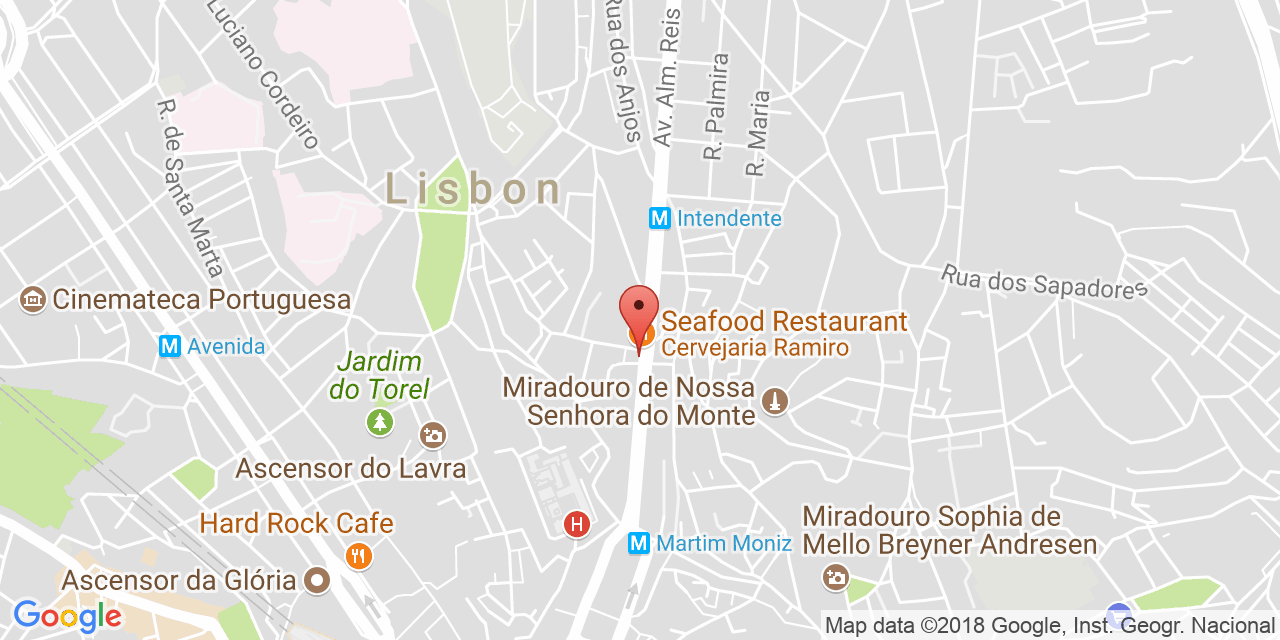 Luciano Cordeiro
Rua dos Anjos
Av. Alm. Reis
R. Palmira
R. Maria
R. de Santa Marta
Lisbon
M Intendente
Rua dos Sapadores
Cinemateca Portuguesa
M Avenida
Seafood Restaurant
Cervejaria Ramiro
Jardim
do Torel
Miradouro de Nossa
Senhora do Monte
Ascensor do Lavra
Hard Rock Cafe
H
M Martim Moniz
Miradouro Sophia de
Mello Breyner Andresen
Ascensor da Glória
Google
Map data ©2018 Google, Inst. Geogr. Nacional